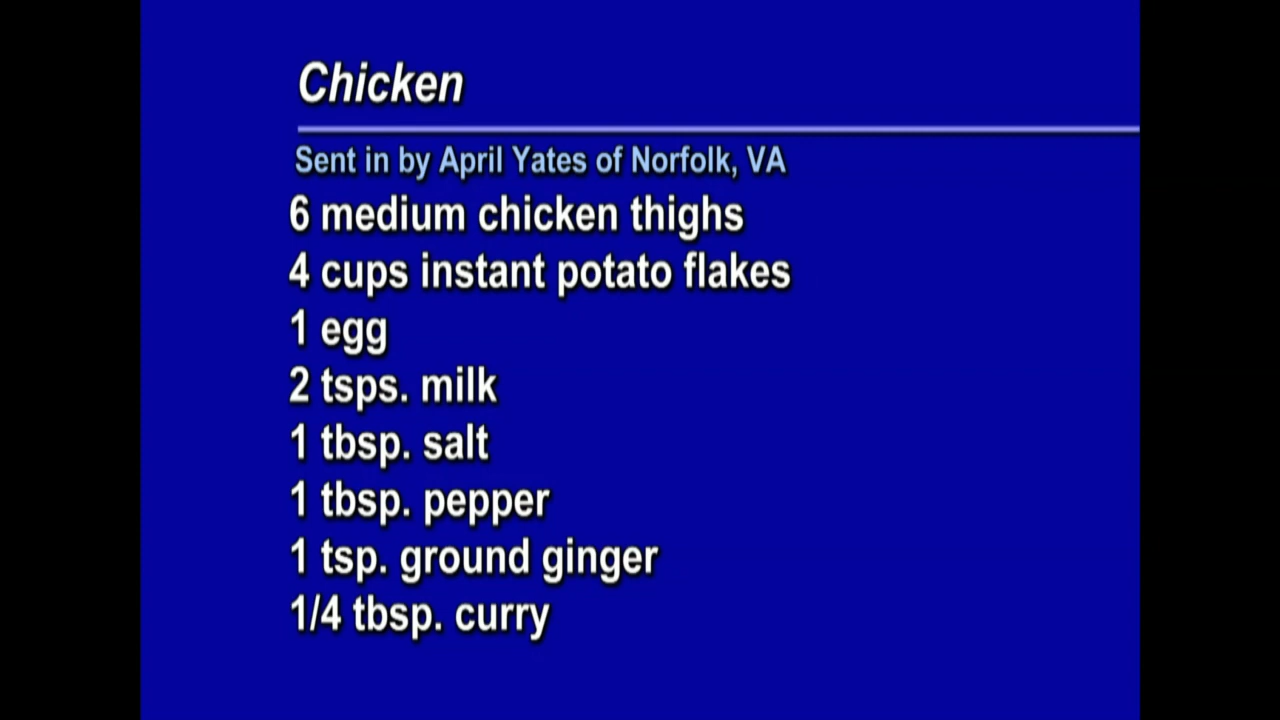 Chicken
Sent in by April Yates of Norfolk, VA
6 medium chicken thighs
4 cups instant potato flakes
1 egg
2 tsps. milk
1 tbsp. salt
1 tbsp. pepper
1 tsp. ground ginger
1/4 tbsp. curry